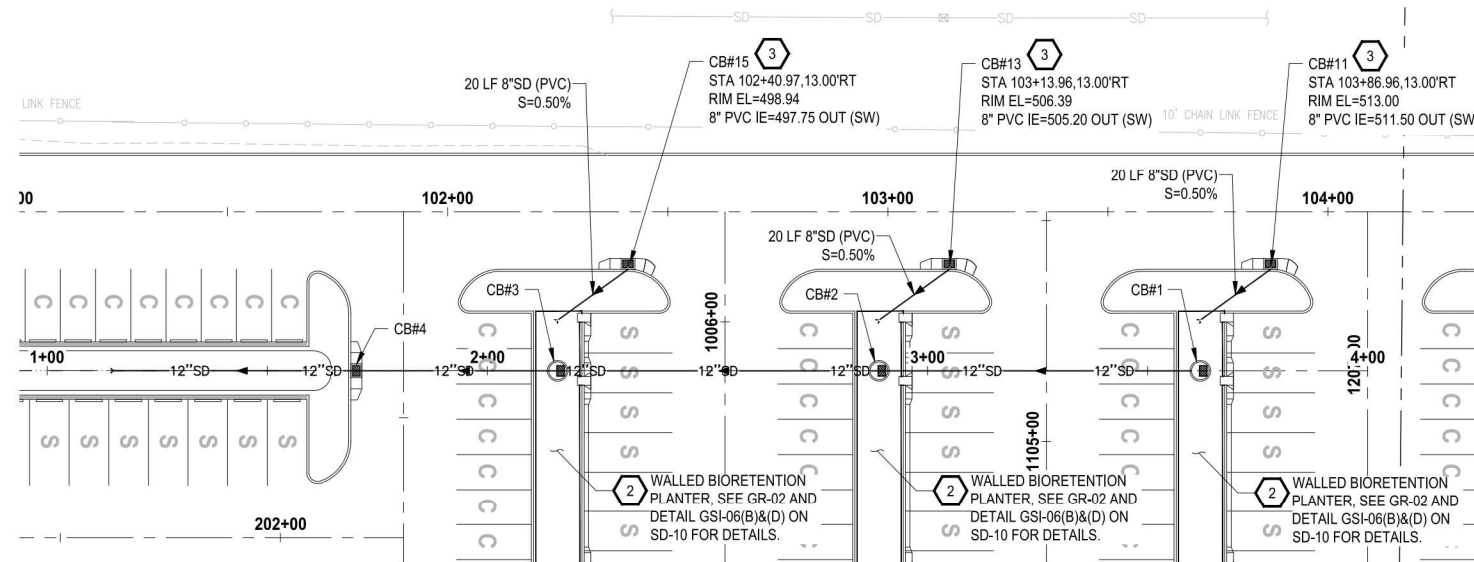 SD SD SD SD
CB#15 3
STA 102+40.97,13.00'RT
RIM EL=498.94
8" PVC IE=497.75 OUT (SW)
CB#13 3
STA 103+13.96,13.00'RT
RIM EL=506.39
8" PVC IE=505.20 OUT (SW)
CB#11 3
STA 103+86.96,13.00'RT
RIM EL=513.00
8" PVC IE=511.50 OUT (SW
20 LF 8"SD (PVC)
S=0.50%
LINK FENCE
10' CHAIN LINK FENCE
20 LF 8"SD (PVC)
S=0.50%
00
102+00
103+00
104+00
20 LF 8"SD (PVC)
S=0.50%
CB#3
CB#2
CB#1
CB#4
1006+00
C C C C C C C
C C C C C C
S S S S S
C C C C C C
S S S S S
C C C C C C
S S S S S
C C C C C
1+00
2+00
3+00
4+00
12"SD 12"SD 12"SD 12"SD 12"SD 12"SD 12"SD 12"SD
S S S S S S S
1105+00
202+00
2 WALLED BIORETENTION
PLANTER, SEE GR-02 AND
DETAIL GSI-06(B)&(D) ON
SD-10 FOR DETAILS.
2 WALLED BIORETENTION
PLANTER, SEE GR-02 AND
DETAIL GSI-06(B)&(D) ON
SD-10 FOR DETAILS.
2 WALLED BIORETENTION
PLANTER, SEE GR-02 AND
DETAIL GSI-06(B)&(D) ON
SD-10 FOR DETAILS.